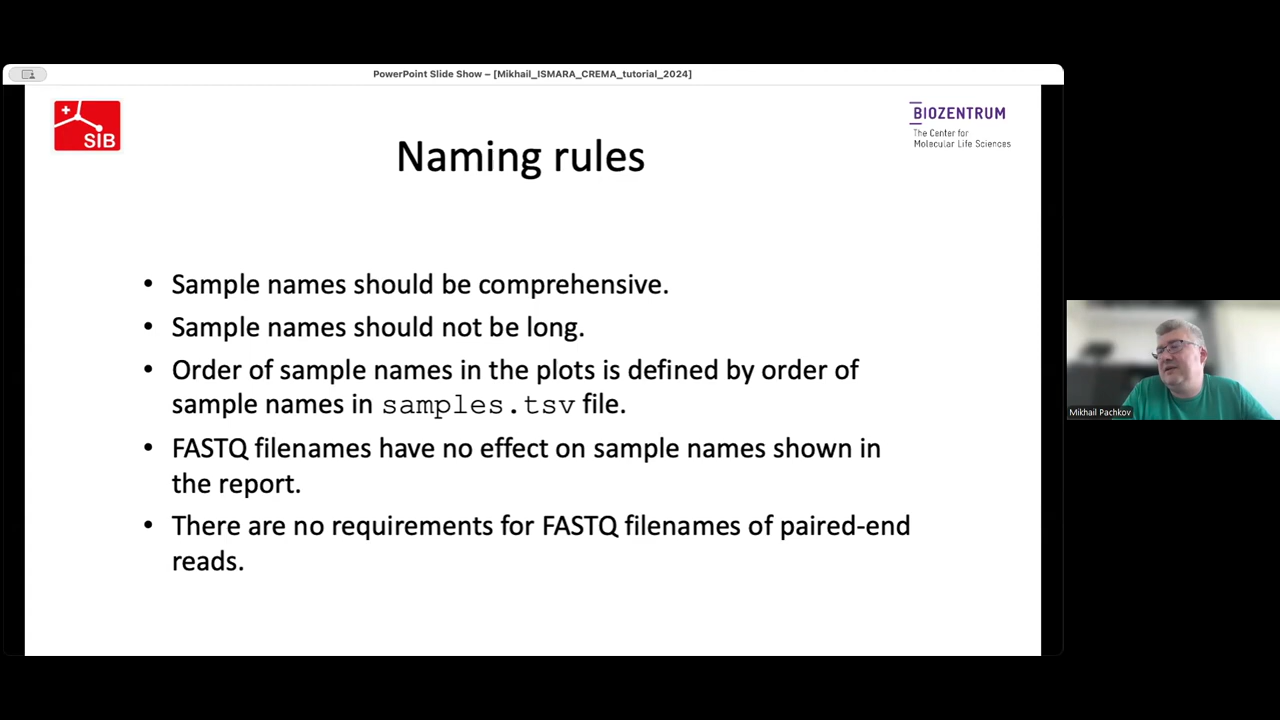 PowerPoint Slide Show – [Mikhail_ISMARA_CREMA_tutorial_2024]
SIB
BIOZENTRUM
The Center for
Molecular Life Sciences
Naming rules
• Sample names should be comprehensive.
• Sample names should not be long.
• Order of sample names in the plots is defined by order of
sample names in samples.tsv file.
• FASTQ filenames have no effect on sample names shown in
the report.
• There are no requirements for FASTQ filenames of paired-end
reads.
Mikhail Pachkov